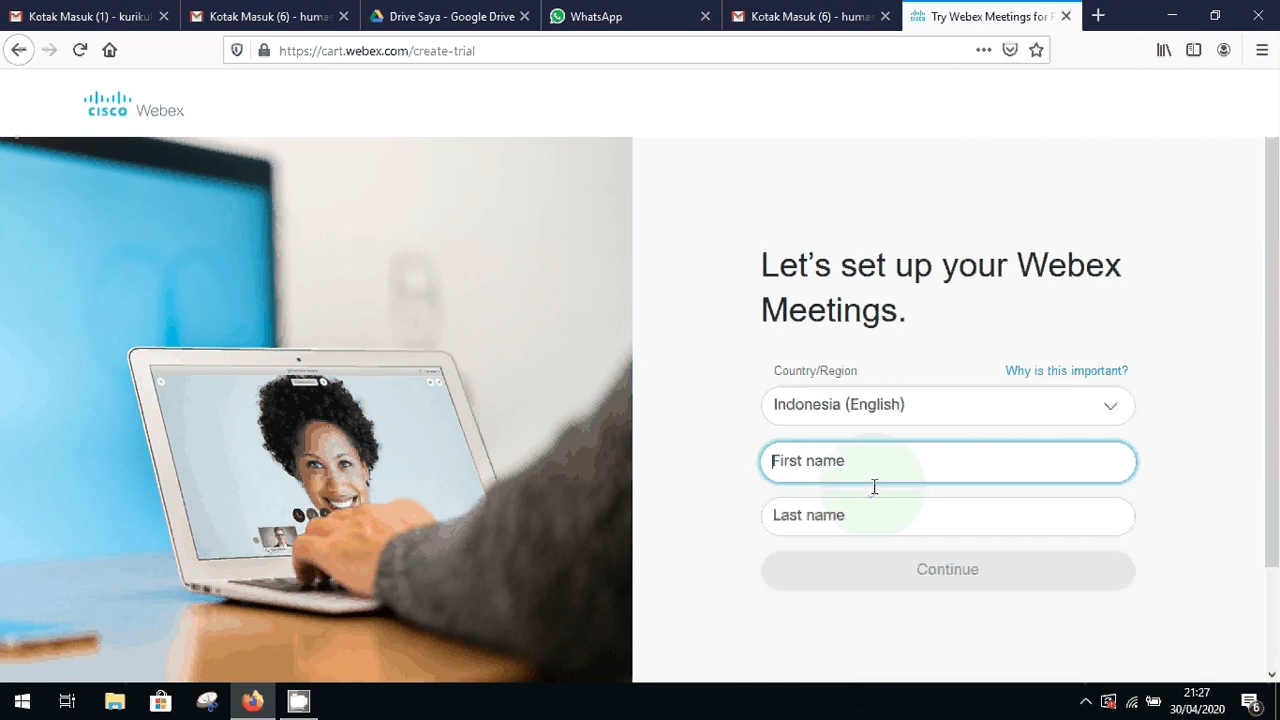 Kotak Masuk (1) - kurikul
Kotak Masuk (6) - huma
Drive Saya - Google Drive
WhatsApp
Kotak Masuk (6) - huma
Try Webex Meetings for F
https://cart.webex.com/create-trial
cisco Webex
Let's set up your Webex
Meetings.
Country/Region
Why is this important?
Indonesia (English)
First name
Last name
Continue
21:27
30/04/2020
6